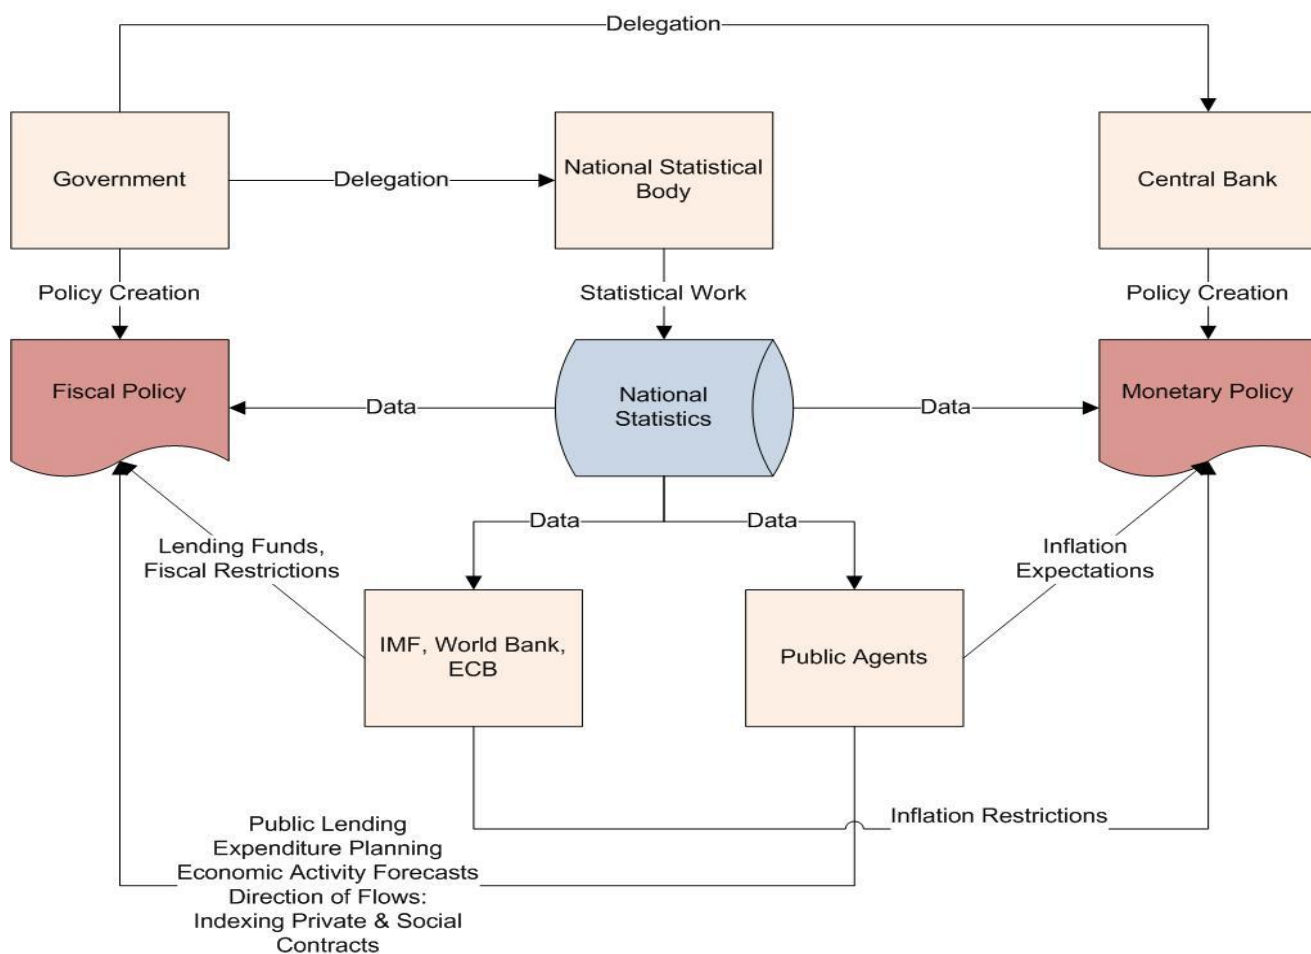 Delegation
Government
Delegation
National Statistical
Body
Central Bank
Policy Creation
Statistical Work
Policy Creation
Fiscal Policy
Data
National
Statistics
Data
Monetary Policy
Data
Data
Lending Funds,
Fiscal Restrictions
Inflation
Expectations
IMF, World Bank,
ECB
Public Agents
Inflation Restrictions
Public Lending
Expenditure Planning
Economic Activity Forecasts
Direction of Flows:
Indexing Private & Social
Contracts